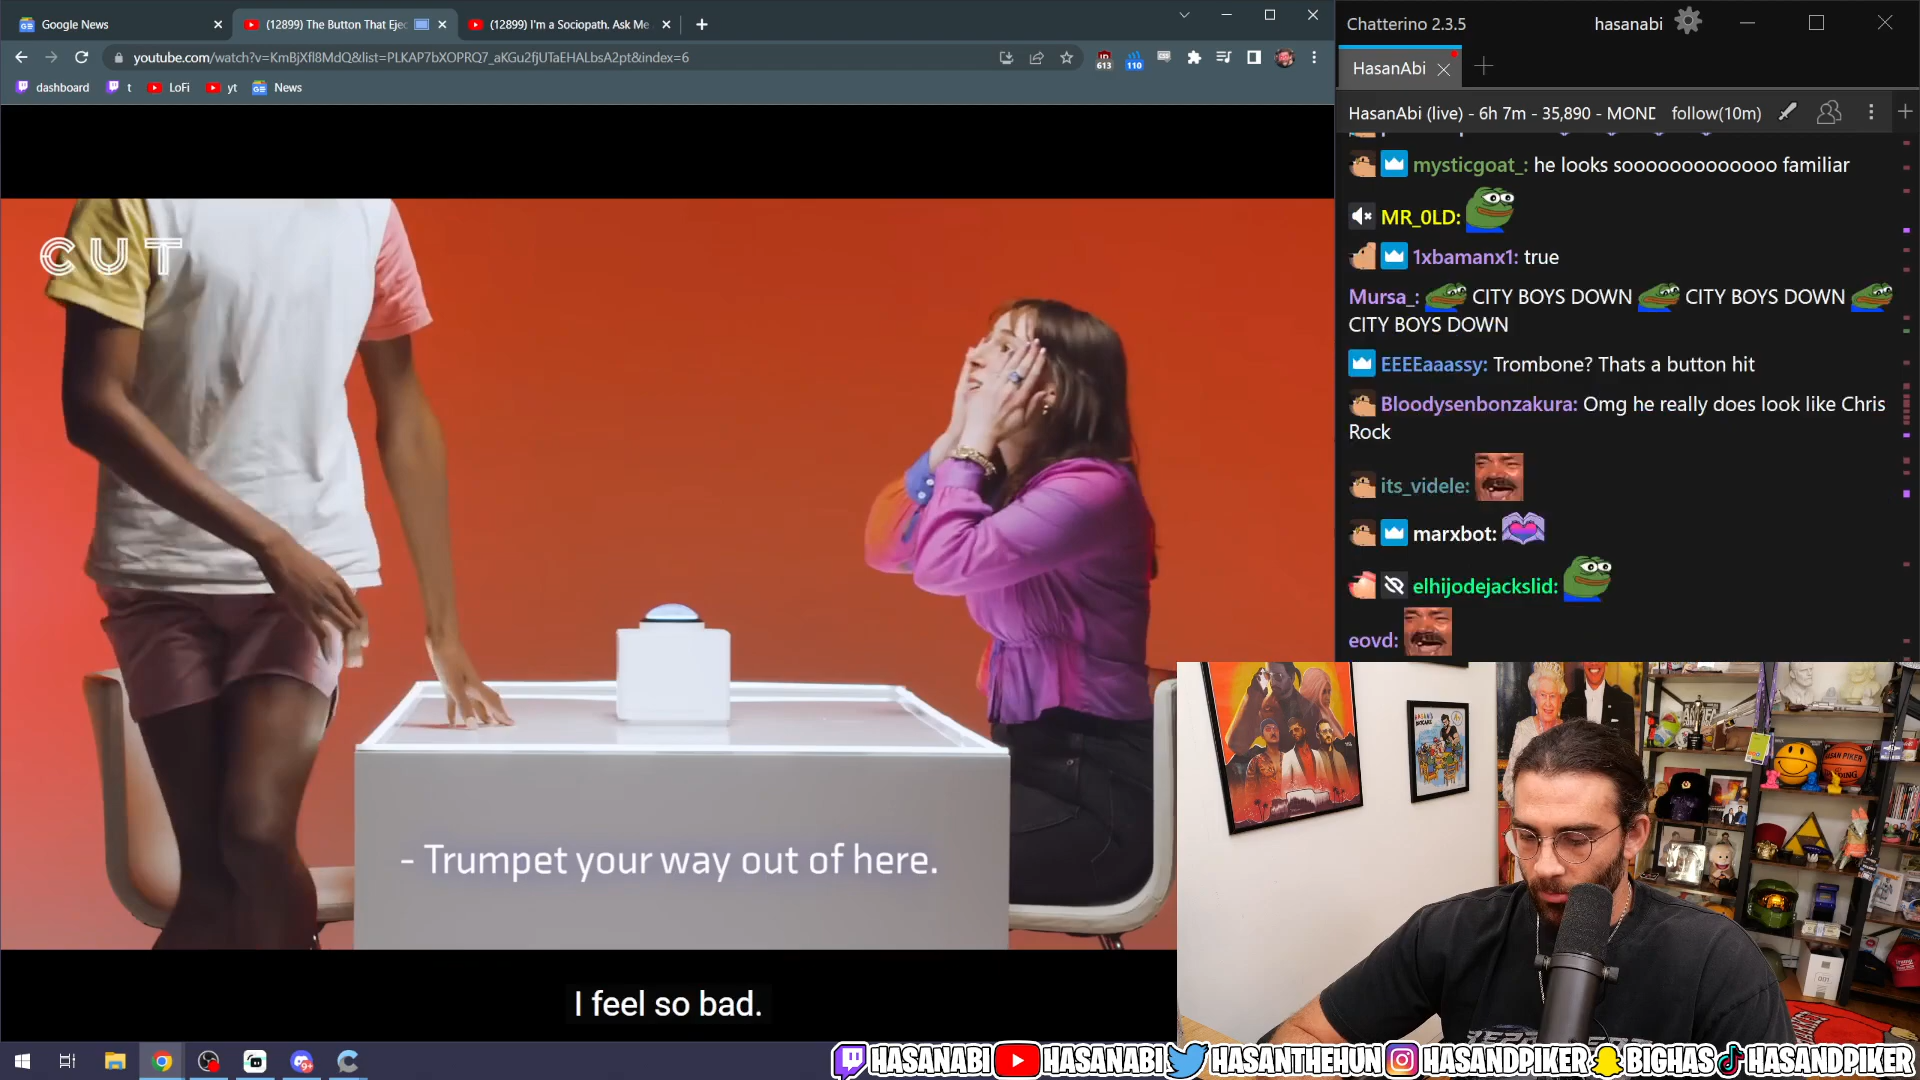 Google News
(12899) The Button That Ejec
(12899) I'm a Sociopath. Ask Me
youtube.com/watch?v=KmBjXfl8MdQ&list=PLKAP7bXOPRQ7_aKGu2fjUTaEHALbsA2pt&index=6
613
110
dashboard
t
LoFi
yt
News
CUT
- Trumpet your way out of here.
I feel so bad.
Chatterino 2.3.5
hasanabi
HasanAbi
HasanAbi (live) - 6h 7m - 35,890 - MONE
follow(10m)
mysticgoat_: he looks sooooooooooooo familiar
MR_0LD:
1xbamanx1: true
Mursa_: CITY BOYS DOWN CITY BOYS DOWN
CITY BOYS DOWN
EEEEaaassy: Trombone? Thats a button hit
Bloodysenbonzakura: Omg he really does look like Chris
Rock
its_videle:
marxbot:
elhijodejackslid:
eovd:
HASANABI HASANABI HASANTHEHUN HASANDPIKER BIGHAS HASANDPIKER